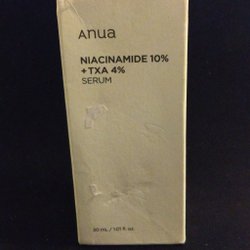 Anua
NIACINAMIDE 10%
+ TXA 4%
SERUM
30 mL / 1.01 fl. oz.